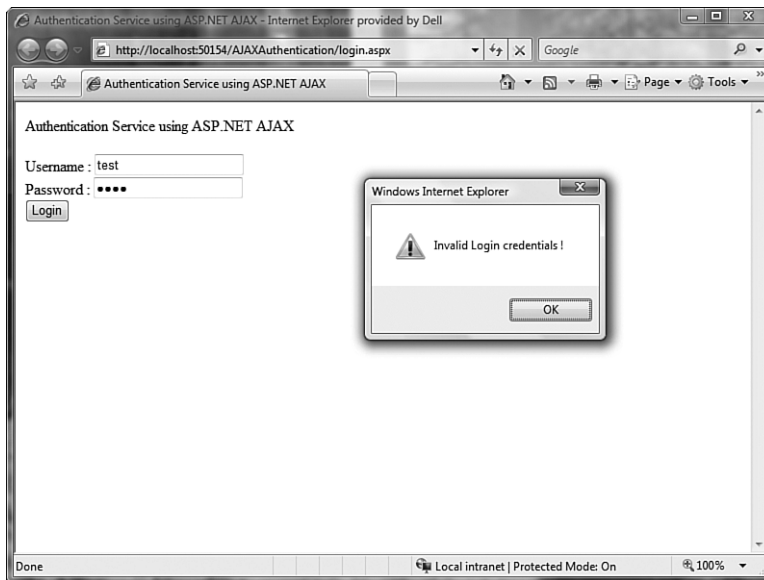 Authentication Service using ASP.NET AJAX - Internet Explorer provided by Dell
http://localhost:50154/AJAXAuthentication/login.aspx
Google
Authentication Service using ASP.NET AJAX
Page
Tools
Authentication Service using ASP.NET AJAX
Username : test
Password : ••••
Login
Windows Internet Explorer
Invalid Login credentials !
OK
Done
Local intranet | Protected Mode: On
100%